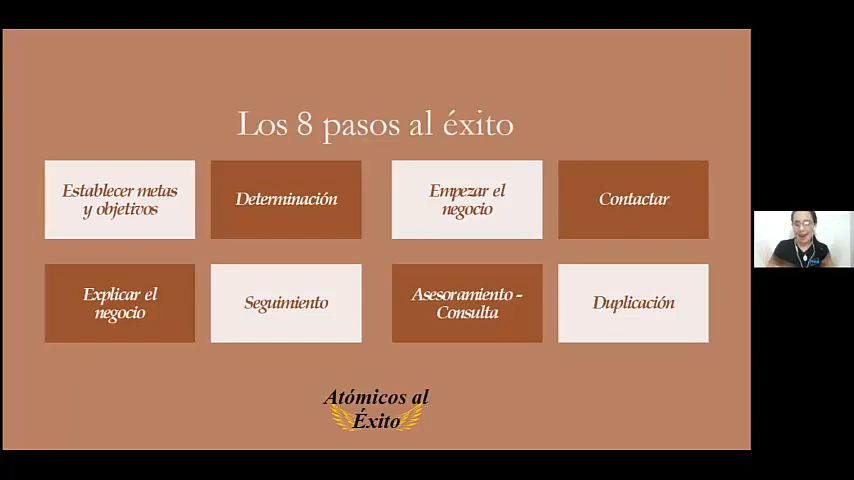 Los 8 pasos al éxito
Establecer metas
y objetivos
Determinación
Empezar el
negocio
Contactar
Explicar el
negocio
Seguimiento
Asesoramiento -
Consulta
Duplicación
Atómicos al
Éxito